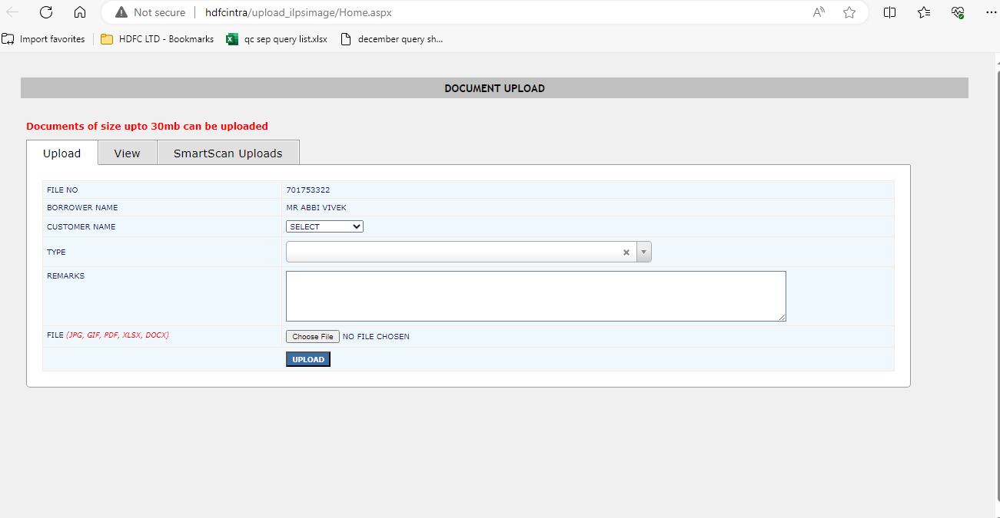 Not secure hdfcintra/upload_ilpsimage/Home.aspx
Import favorites HDFC LTD - Bookmarks qc sep query list.xlsx december query sh...
DOCUMENT UPLOAD
Documents of size upto 30mb can be uploaded
Upload View SmartScan Uploads
FILE NO 701753322
BORROWER NAME MR ABBI VIVEK
CUSTOMER NAME SELECT
TYPE
REMARKS
FILE (JPG, GIF, PDF, XLSX, DOCX) Choose File NO FILE CHOSEN
UPLOAD